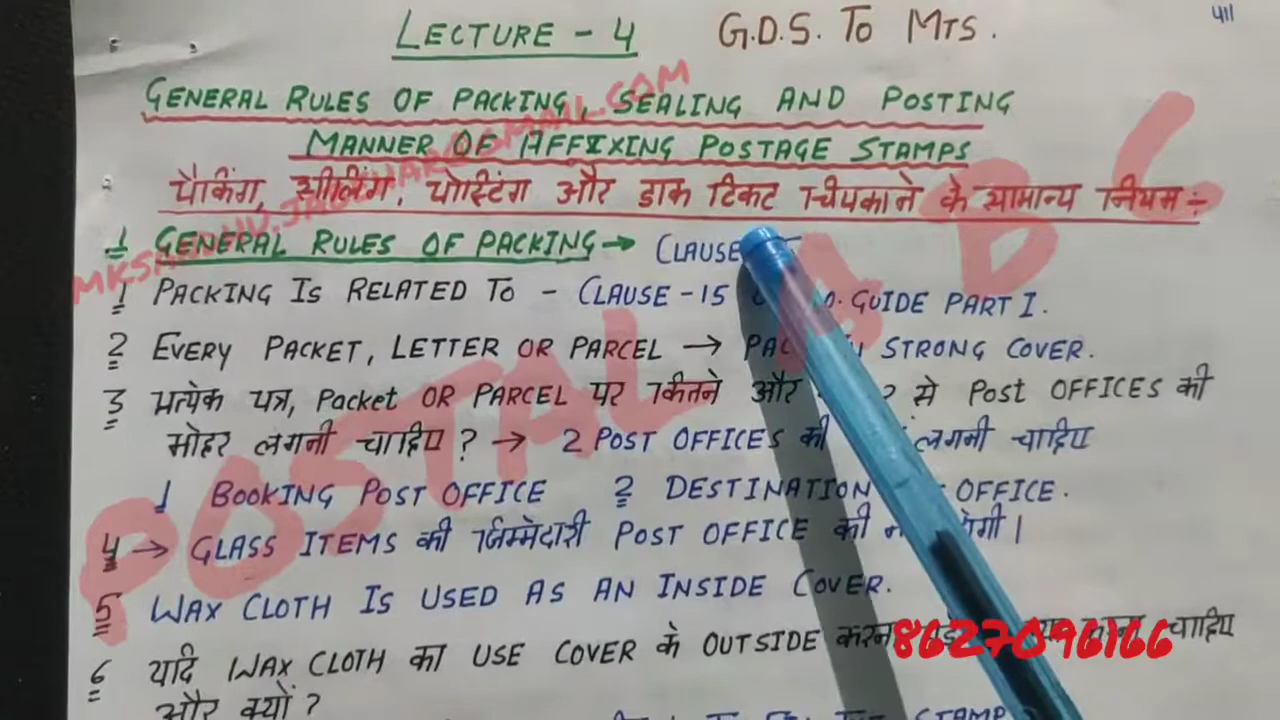 LECTURE - 4 G.D.S. TO MTS.
411
GENERAL RULES OF PACKING, SEALING AND POSTING
MANNER OF AFFIXING POSTAGE STAMPS
पैकिंग, सीलिंग, पोस्टिंग और डाक टिकट चिपकाने के सामान्य नियम :-
1 GENERAL RULES OF PACKING → CLAUSE
1 PACKING IS RELATED TO - CLAUSE -15 GUIDE PART I.
2 EVERY PACKET, LETTER OR PARCEL → STRONG COVER.
3 प्रत्येक पत्र, Packet OR PARCEL पर कितने और से Post OFFICES की
मोहर लगनी चाहिए ? → 2 POST OFFICES की लगनी चाहिए
1 BOOKING POST OFFICE 2 DESTINATION OFFICE.
4 → GLASS ITEMS की जिम्मेदारी POST OFFICE की
5 WAX CLOTH IS USED AS AN INSIDE COVER.
6 यदि WAX CLOTH का USE COVER के OUTSIDE चाहिए
और क्यों ?
POSTAL ABC
8627096166